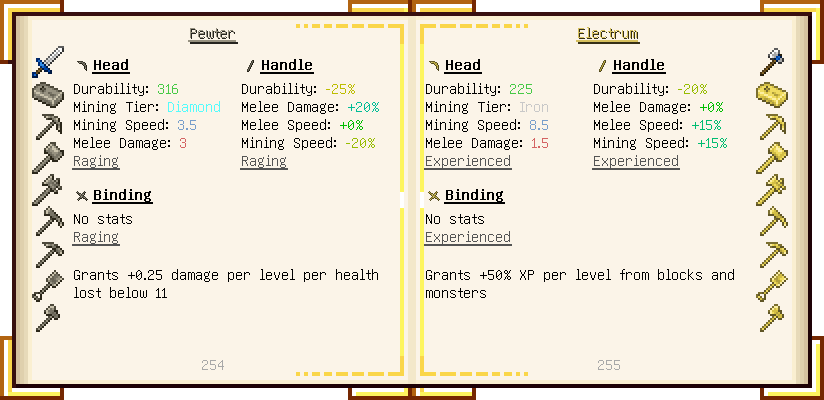 Pewter
Head
Durability: 316
Mining Tier: Diamond
Mining Speed: 3.5
Melee Damage: 3
Raging
Handle
Durability: -25%
Melee Damage: +20%
Melee Speed: +0%
Mining Speed: -20%
Raging
Binding
No stats
Raging
Grants +0.25 damage per level per health
lost below 11
254
Electrum
Head
Durability: 225
Mining Tier: Iron
Mining Speed: 8.5
Melee Damage: 1.5
Experienced
Handle
Durability: -20%
Melee Damage: +0%
Melee Speed: +15%
Mining Speed: +15%
Experienced
Binding
No stats
Experienced
Grants +50% XP per level from blocks and
monsters
255